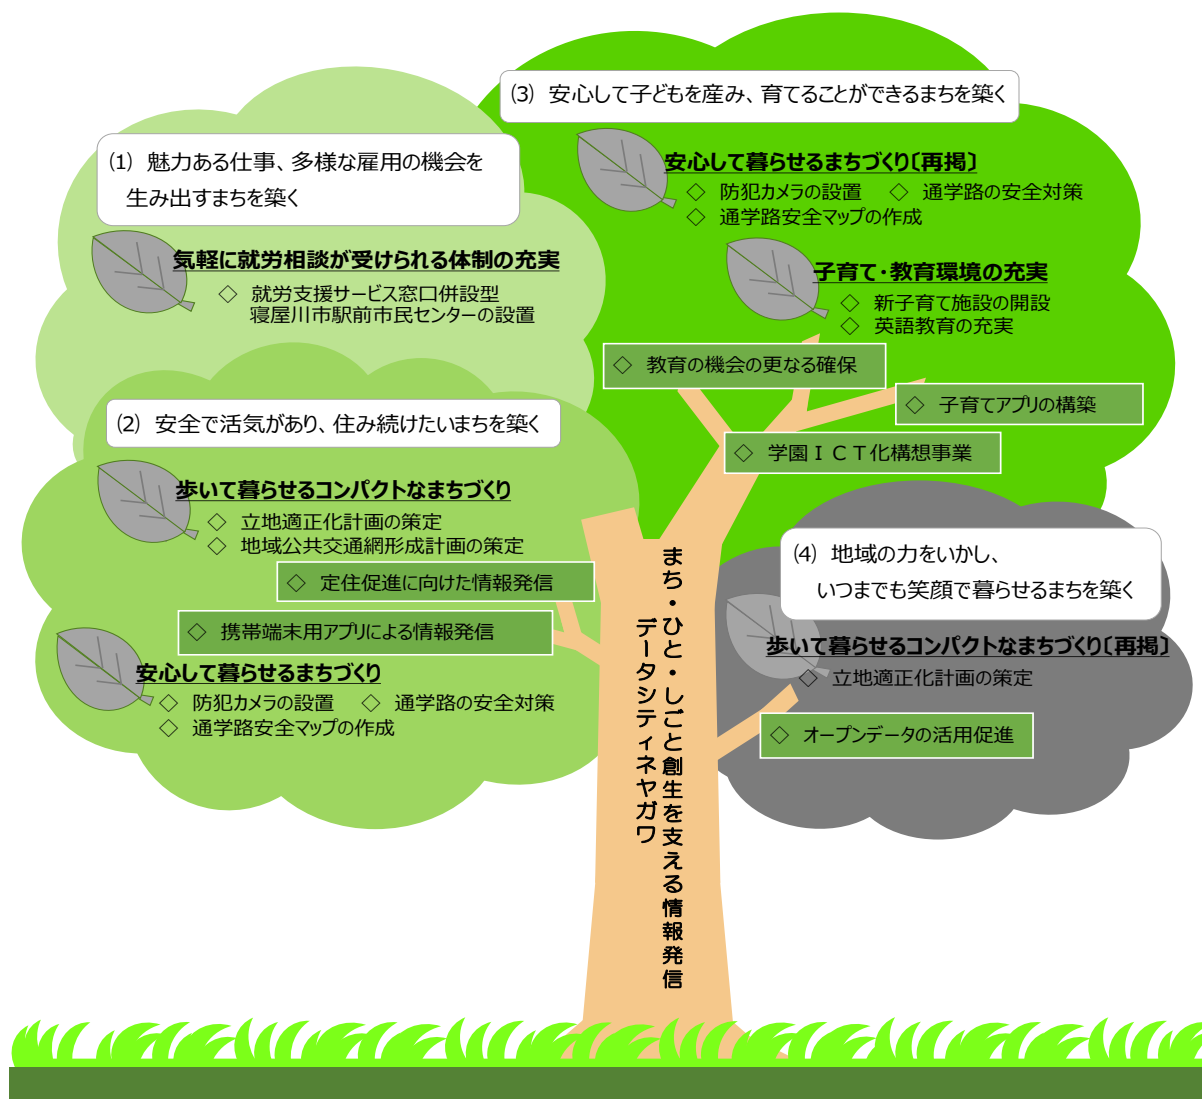 ⑴ 魅力ある仕事、多様な雇用の機会を
生み出すまちを築く
気軽に就労相談が受けられる体制の充実
◇ 就労支援サービス窓口併設型
寝屋川市駅前市民センターの設置
⑵ 安全で活気があり、住み続けたいまちを築く
歩いて暮らせるコンパクトなまちづくり
◇ 立地適正化計画の策定
◇ 地域公共交通網形成計画の策定
◇ 定住促進に向けた情報発信
◇ 携帯端末用アプリによる情報発信
安心して暮らせるまちづくり
◇ 防犯カメラの設置 ◇ 通学路の安全対策
◇ 通学路安全マップの作成
⑶ 安心して子どもを産み、育てることができるまちを築く
安心して暮らせるまちづくり〔再掲〕
◇ 防犯カメラの設置 ◇ 通学路の安全対策
◇ 通学路安全マップの作成
子育て・教育環境の充実
◇ 新子育て施設の開設
◇ 英語教育の充実
◇ 教育の機会の更なる確保
◇ 子育てアプリの構築
◇ 学園ＩＣＴ化構想事業
⑷ 地域の力をいかし、
いつまでも笑顔で暮らせるまちを築く
歩いて暮らせるコンパクトなまちづくり〔再掲〕
◇ 立地適正化計画の策定
◇ オープンデータの活用促進
まち・ひと・しごと創生を支える情報発信
データシティネヤガワ